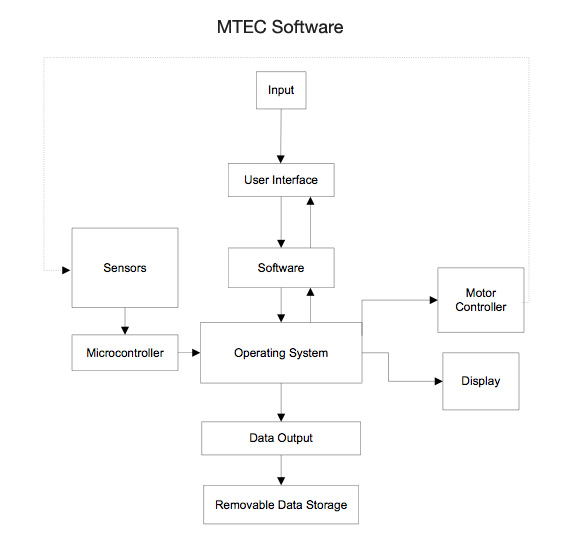 MTEC Software
Input
User Interface
Sensors
Software
Motor
Controller
Microcontroller
Operating System
Display
Data Output
Removable Data Storage